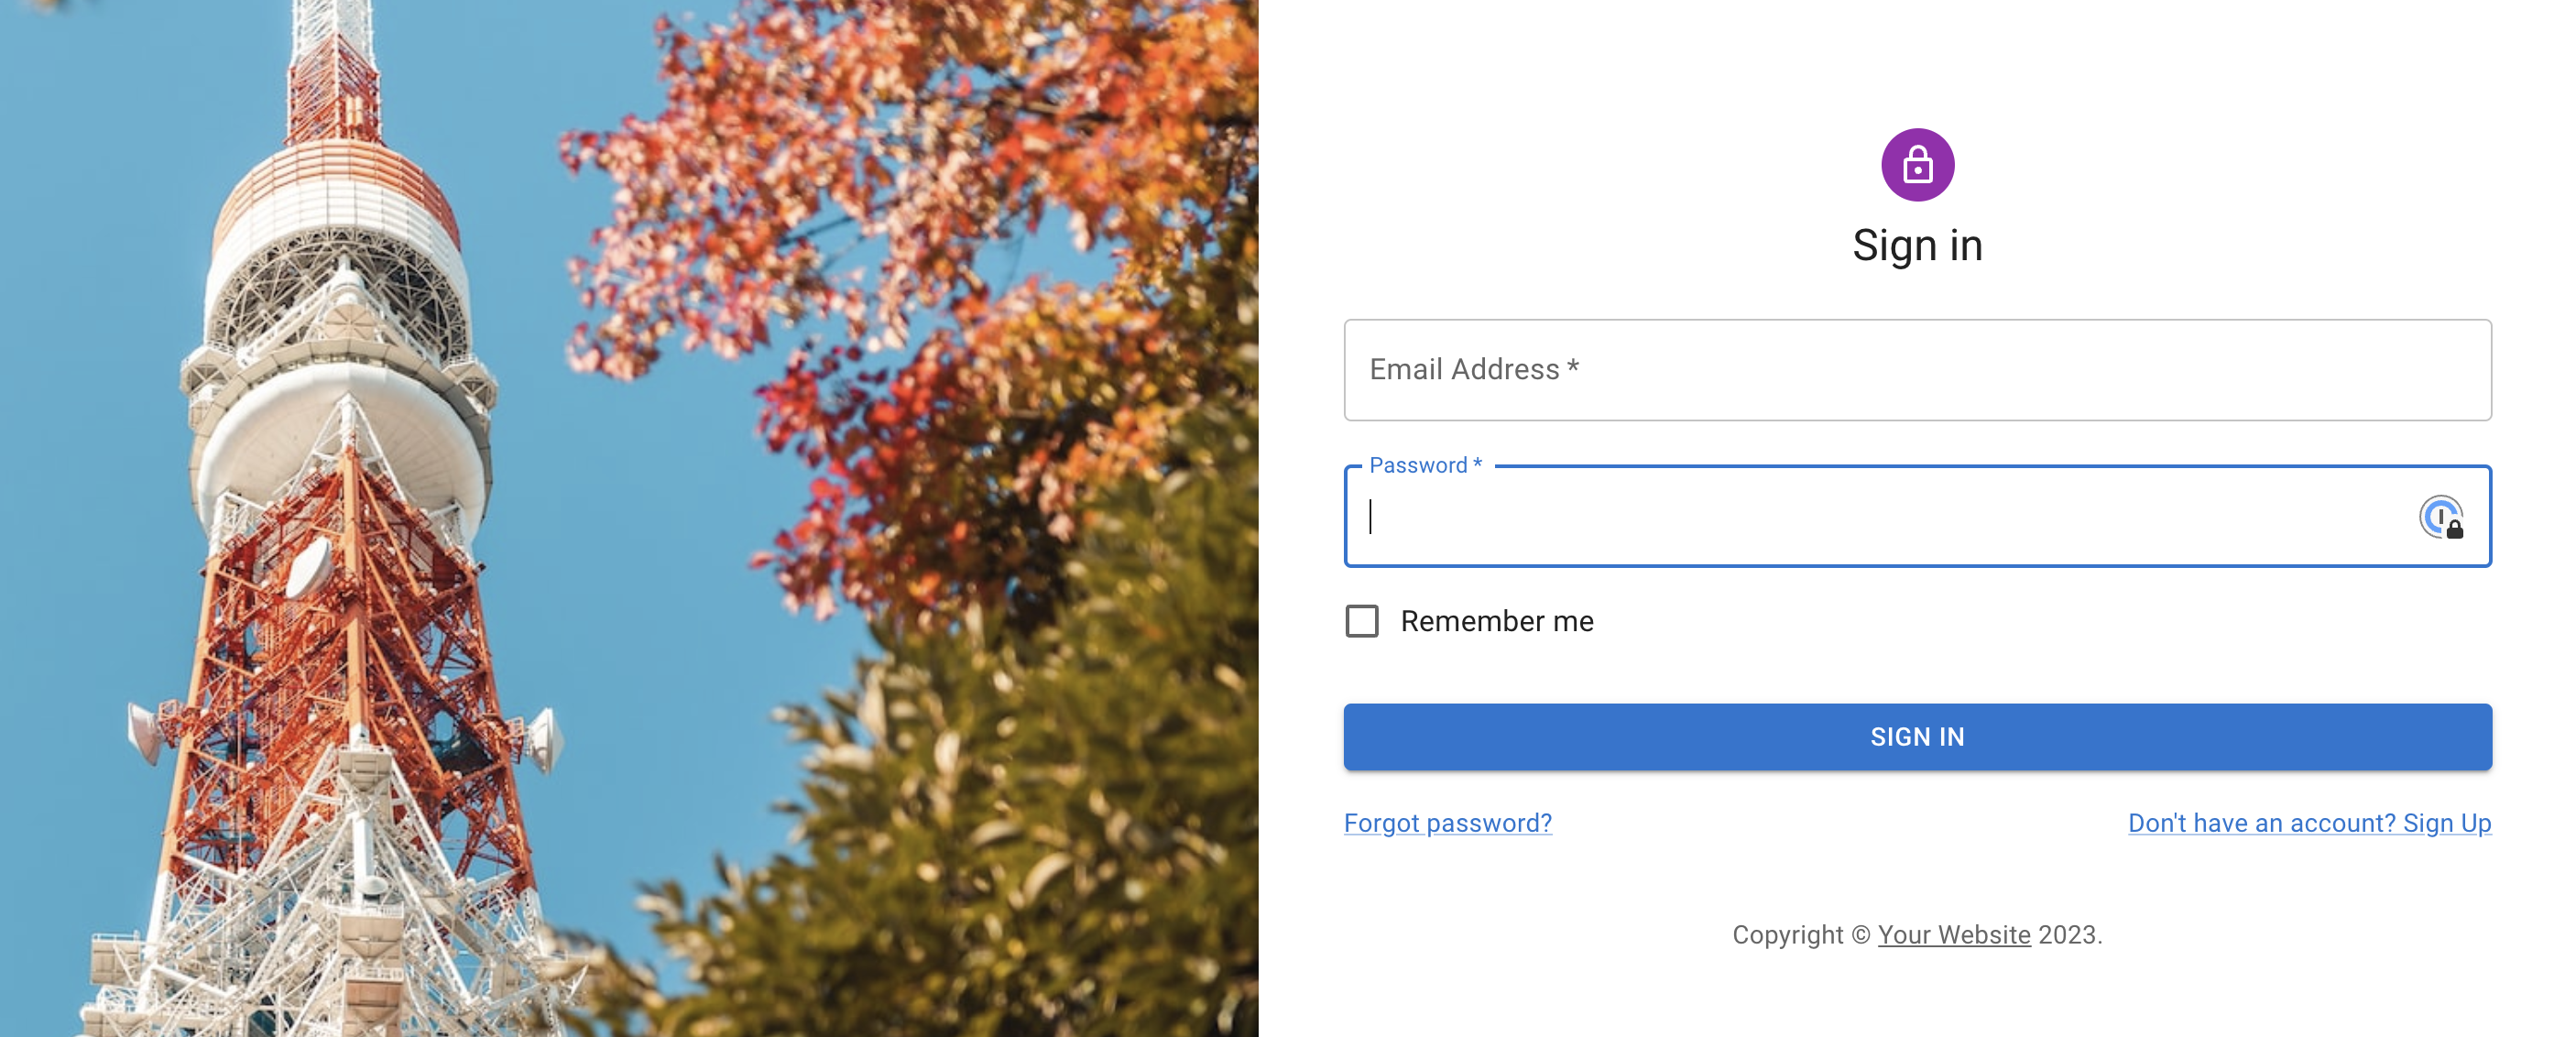 Sign in
Email Address *
Password *
Remember me
SIGN IN
Forgot password?
Don't have an account? Sign Up
Copyright © Your Website 2023.